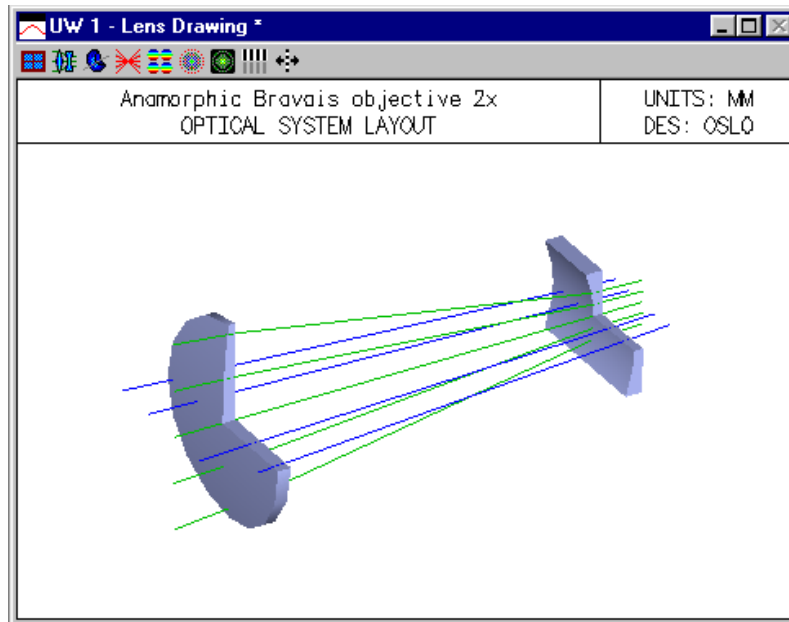 UW 1 - Lens Drawing *
Anamorphic Bravais objective 2x
OPTICAL SYSTEM LAYOUT
UNITS: MM
DES: OSLO